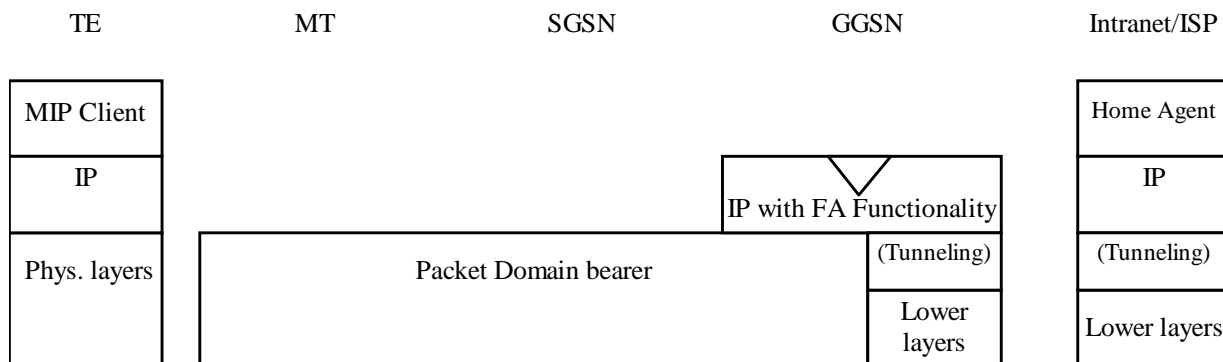 TE MT SGSN GGSN Intranet/ISP
MIP Client Home Agent
IP IP
IP with FA Functionality
Phys. layers Packet Domain bearer (Tunneling) (Tunneling)
Lower
layers Lower layers